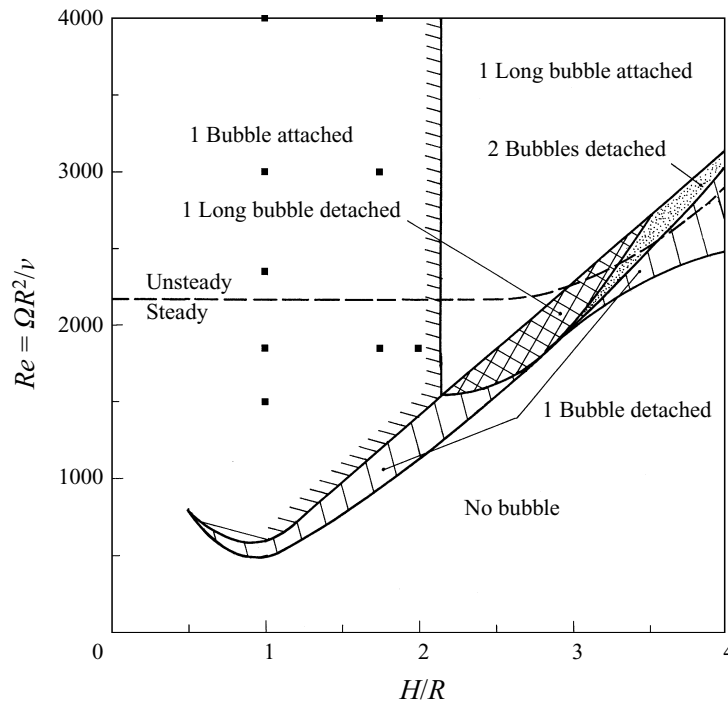 4000
1 Long bubble attached
1 Bubble attached
2 Bubbles detached
3000
1 Long bubble detached
Unsteady
Steady
2000
Re = ΩR²/ν
1 Bubble detached
1000
No bubble
0
1
2
3
4
H/R